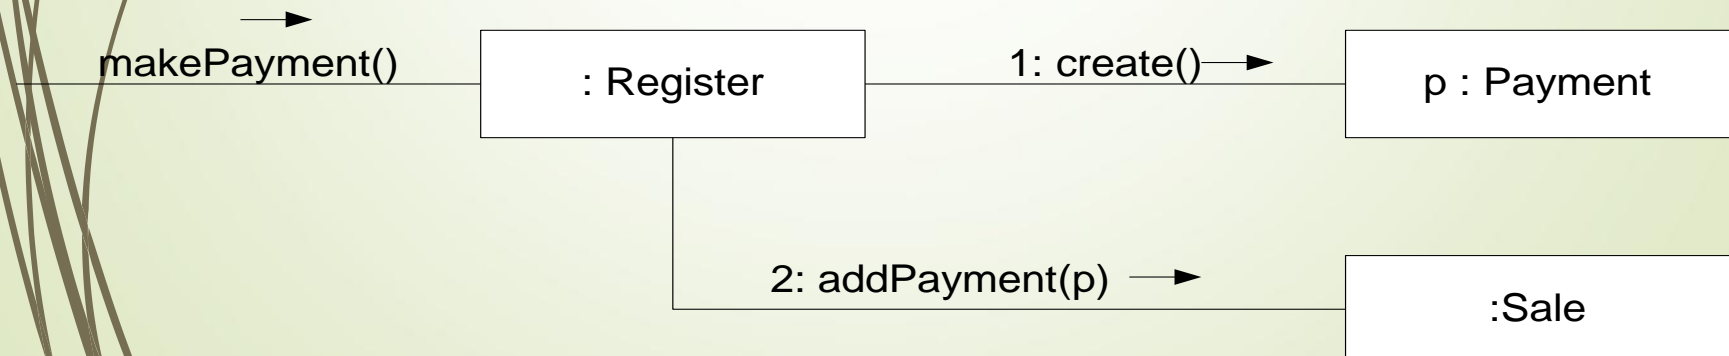 makePayment()
: Register
1: create()
p : Payment
2: addPayment(p)
:Sale